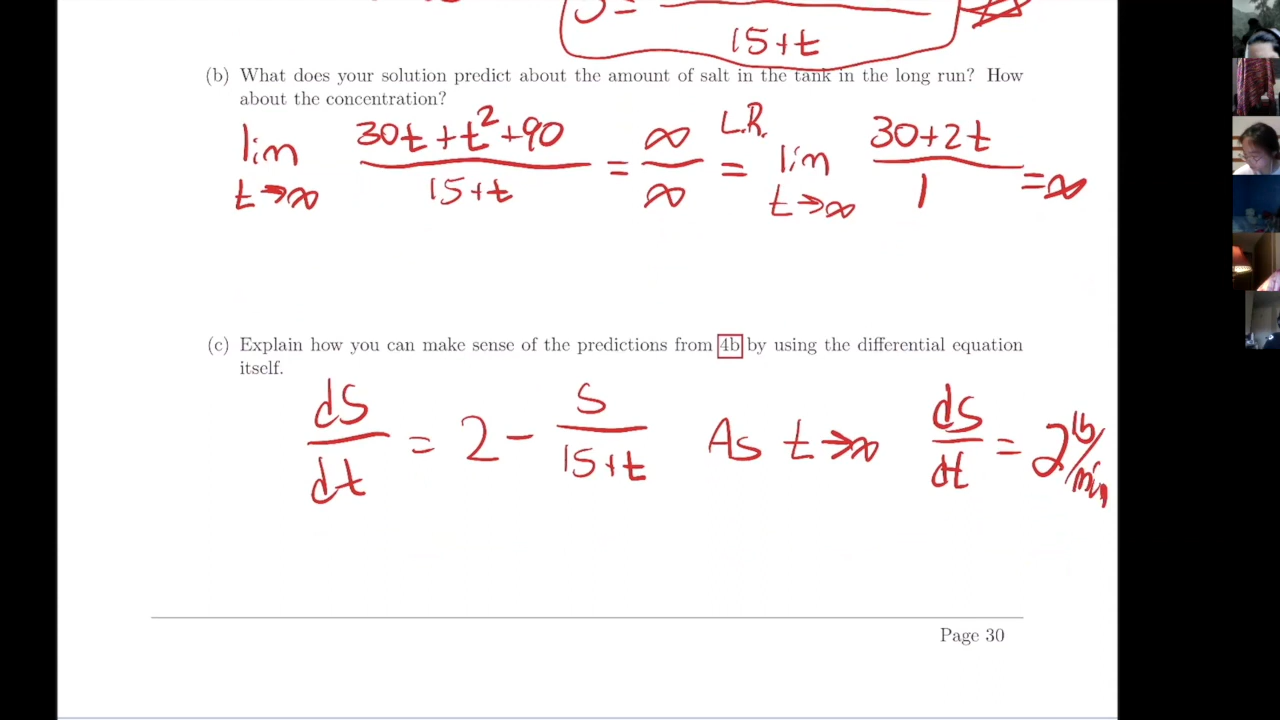 S =
15+t
(b) What does your solution predict about the amount of salt in the tank in the long run? How
about the concentration?
lim t→∞ (30t + t² + 90)/(15+t) = ∞/∞ L.R. = lim t→∞ (30+2t)/1 = ∞
(c) Explain how you can make sense of the predictions from 4b by using the differential equation
itself.
dS/dt = 2 - S/(15+t) As t→∞ dS/dt = 2 lb/min
Page 30